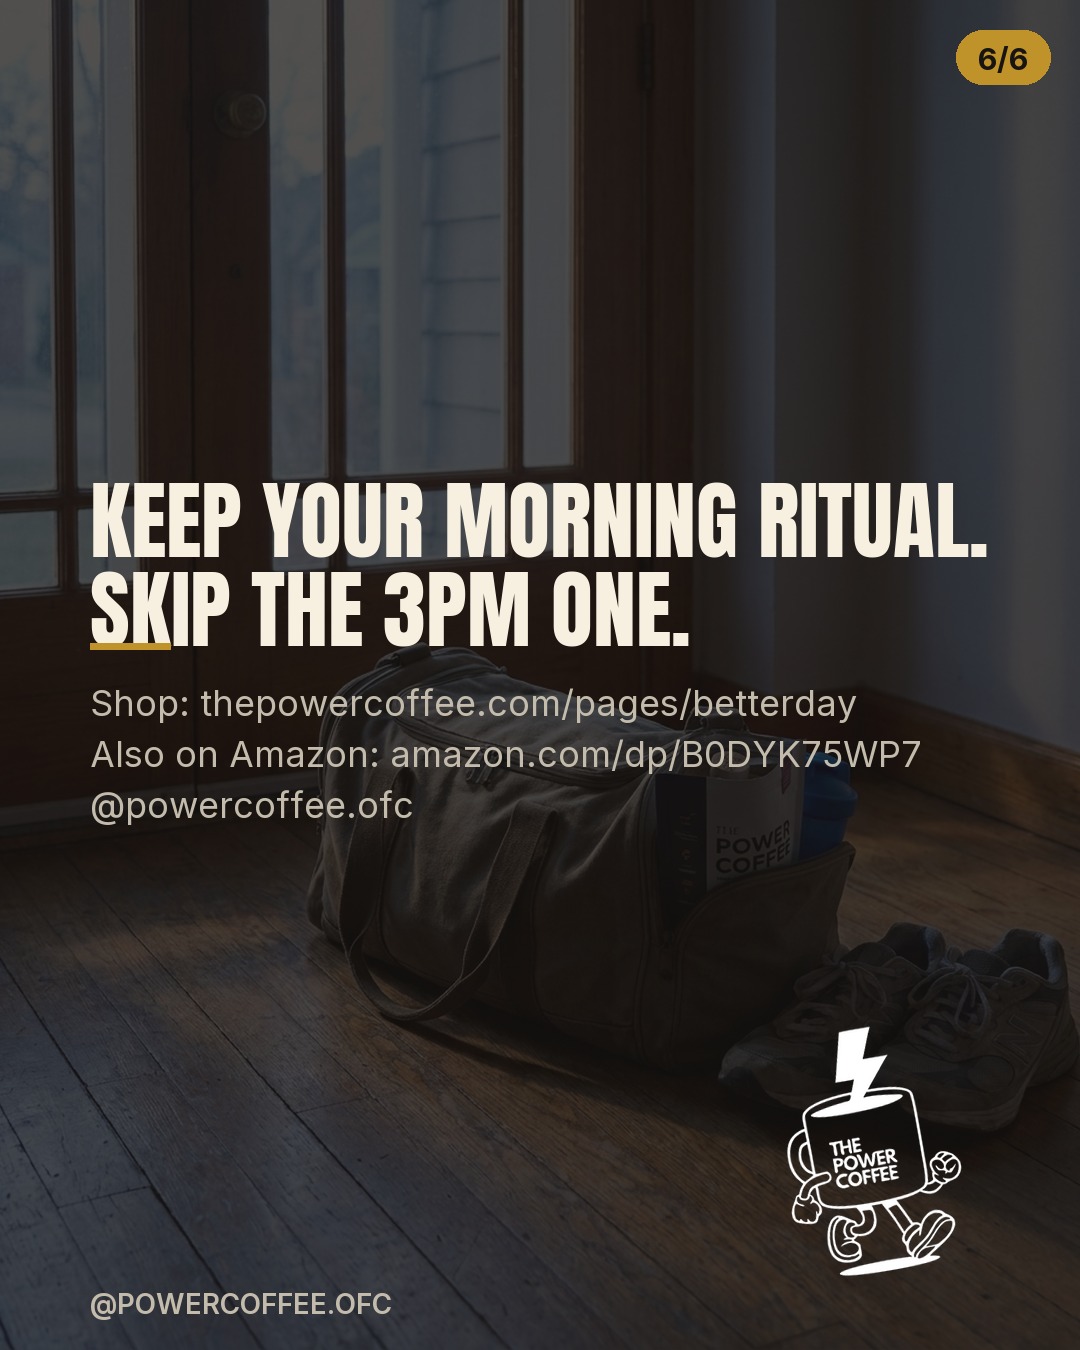 6/6
KEEP YOUR MORNING RITUAL.
SKIP THE 3PM ONE.
Shop: thepowercoffee.com/pages/betterday
Also on Amazon: amazon.com/dp/B0DYK75WP7
@powercoffee.ofc
THE
POWER
COFFEE
THE
POWER
COFFEE
@POWERCOFFEE.OFC